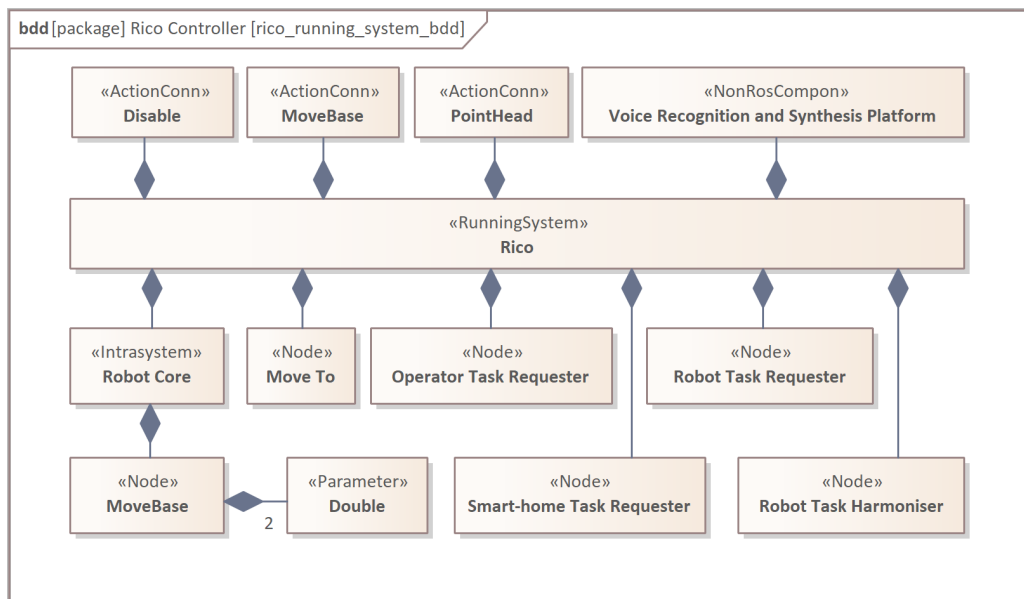 bdd [package] Rico Controller [rico_running_system_bdd]
«ActionConn»
Disable
«ActionConn»
MoveBase
«ActionConn»
PointHead
«NonRosCompon»
Voice Recognition and Synthesis Platform
«RunningSystem»
Rico
«Intrasystem»
Robot Core
«Node»
Move To
«Node»
Operator Task Requester
«Node»
Robot Task Requester
«Node»
MoveBase
2
«Parameter»
Double
«Node»
Smart-home Task Requester
«Node»
Robot Task Harmoniser